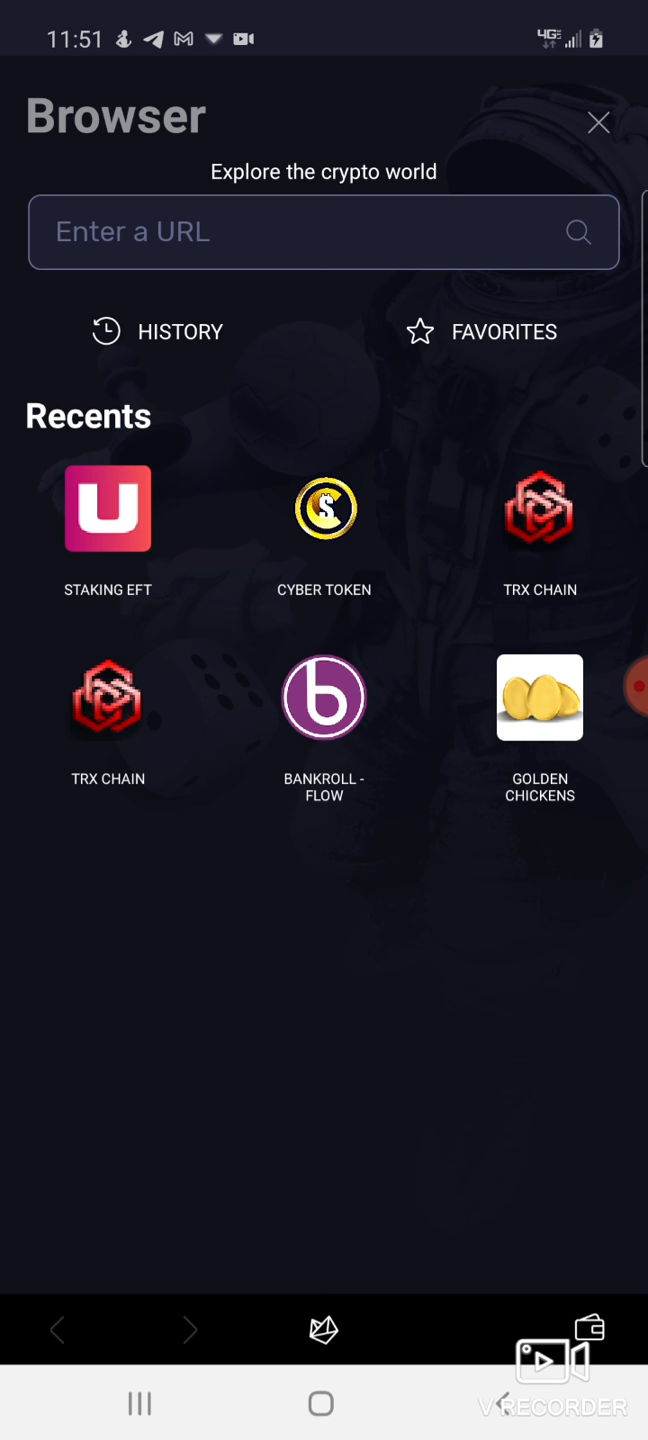 11:51
4GE
Browser
Explore the crypto world
Enter a URL
HISTORY
FAVORITES
Recents
U
STAKING EFT
CYBER TOKEN
TRX CHAIN
TRX CHAIN
b
BANKROLL -
FLOW
GOLDEN
CHICKENS
V RECORDER